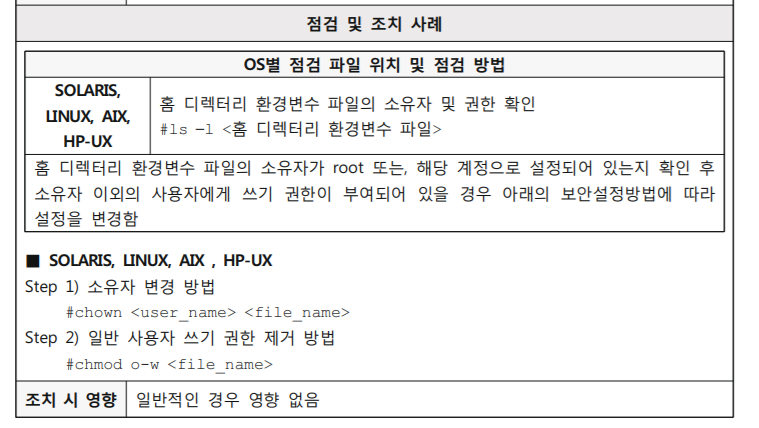 점검 및 조치 사례
OS별 점검 파일 위치 및 점검 방법
SOLARIS,
LINUX, AIX,
HP-UX
홈 디렉터리 환경변수 파일의 소유자 및 권한 확인
#ls –l <홈 디렉터리 환경변수 파일>
홈 디렉터리 환경변수 파일의 소유자가 root 또는, 해당 계정으로 설정되어 있는지 확인 후
소유자 이외의 사용자에게 쓰기 권한이 부여되어 있을 경우 아래의 보안설정방법에 따라
설정을 변경함
■ SOLARIS, LINUX, AIX , HP-UX
Step 1) 소유자 변경 방법
#chown <user_name> <file_name>
Step 2) 일반 사용자 쓰기 권한 제거 방법
#chmod o-w <file_name>
조치 시 영향
일반적인 경우 영향 없음